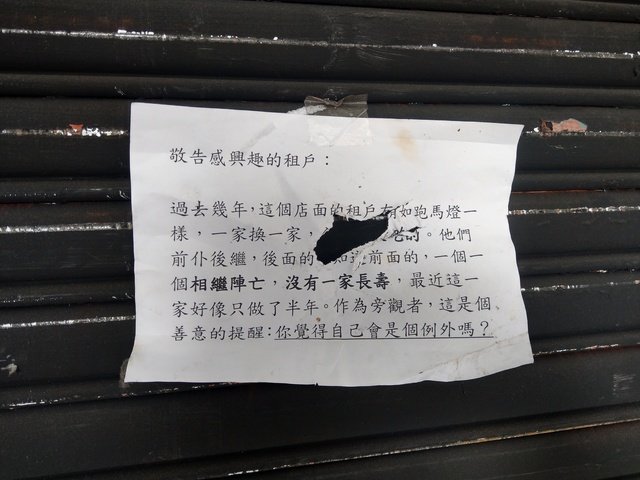 敬告感興趣的租戶：
過去幾年，這個店面的租戶有如跑馬燈一
樣，一家換一家，的。他們
前仆後繼，後面的知道前面的，一個一
個相繼陣亡，沒有一家長壽，最近這一
家好像只做了半年。作為旁觀者，這是個
善意的提醒：你覺得自己會是個例外嗎？